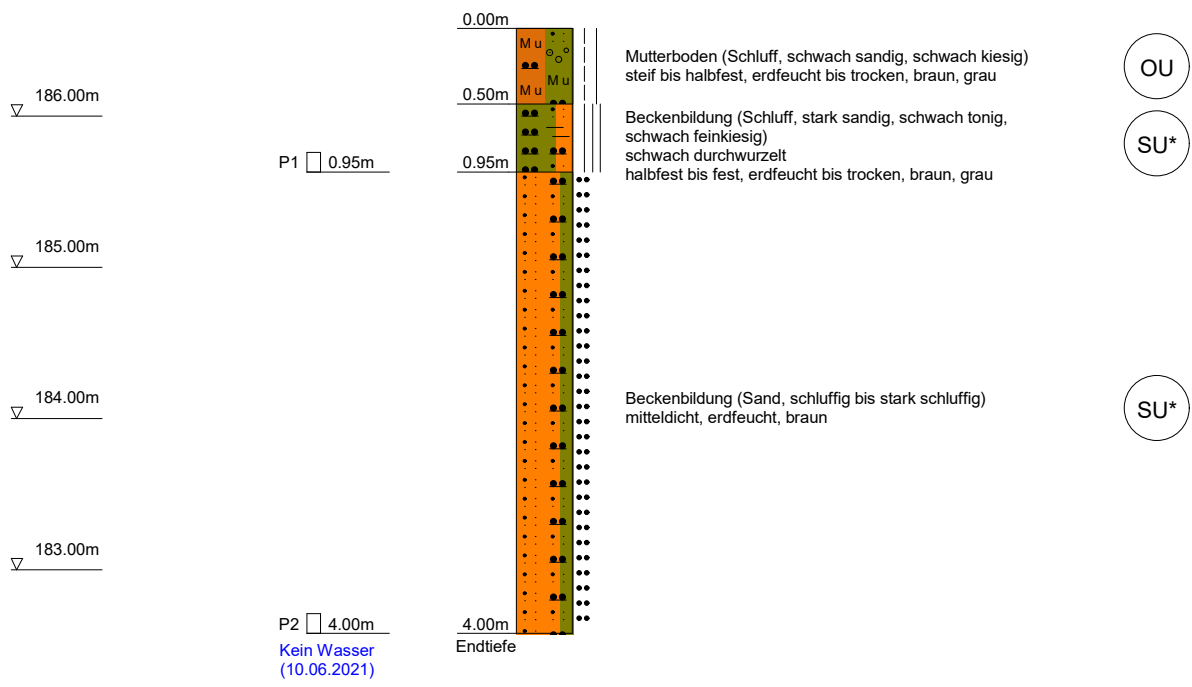 0.00m
M u
M u
M u
Mutterboden (Schluff, schwach sandig, schwach kiesig)
steif bis halbfest, erdfeucht bis trocken, braun, grau
OU
186.00m
0.50m
Beckenbildung (Schluff, stark sandig, schwach tonig,
schwach feinkiesig)
schwach durchwurzelt
halbfest bis fest, erdfeucht bis trocken, braun, grau
SU*
P1 0.95m
0.95m
185.00m
184.00m
Beckenbildung (Sand, schluffig bis stark schluffig)
mitteldicht, erdfeucht, braun
SU*
183.00m
P2 4.00m
4.00m
Kein Wasser
(10.06.2021)
Endtiefe